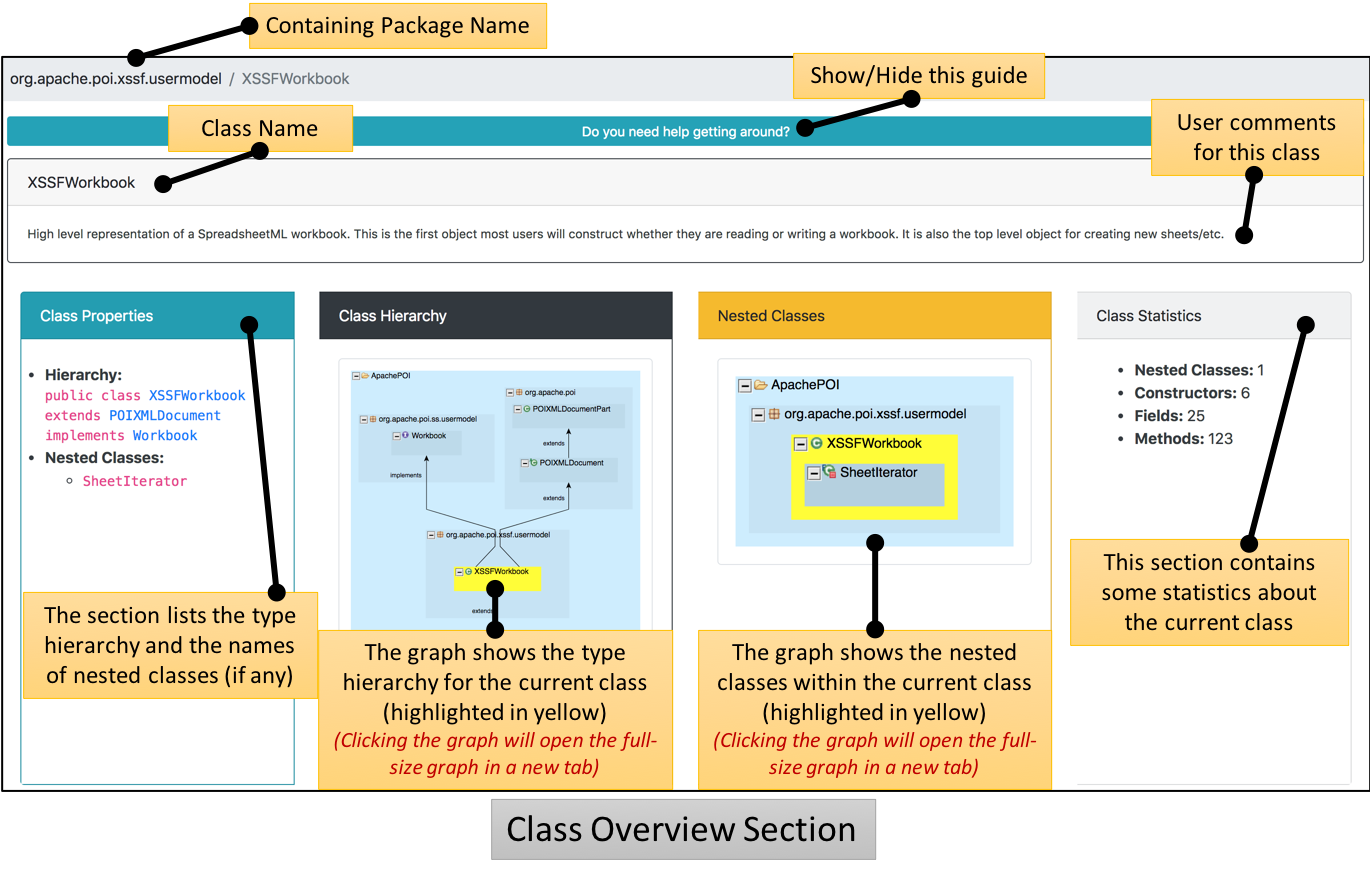 Containing Package Name
org.apache.poi.xssf.usermodel / XSSFWorkbook
Show/Hide this guide
Class Name
Do you need help getting around?
User comments
for this class
XSSFWorkbook
High level representation of a SpreadsheetML workbook. This is the first object most users will construct whether they are reading or writing a workbook. It is also the top level object for creating new sheets/etc.
Class Properties
Hierarchy:
public class XSSFWorkbook
extends POIXMLDocument
implements Workbook
Nested Classes:
SheetIterator
The section lists the type
hierarchy and the names
of nested classes (if any)
Class Hierarchy
ApachePOI
org.apache.poi
POIXMLDocumentPart
org.apache.poi.ss.usermodel
Workbook
extends
POIXMLDocument
implements
extends
org.apache.poi.xssf.usermodel
XSSFWorkbook
extends
The graph shows the type
hierarchy for the current class
(highlighted in yellow)
(Clicking the graph will open the full-
size graph in a new tab)
Nested Classes
ApachePOI
org.apache.poi.xssf.usermodel
XSSFWorkbook
SheetIterator
The graph shows the nested
classes within the current class
(highlighted in yellow)
(Clicking the graph will open the full-
size graph in a new tab)
Class Statistics
Nested Classes: 1
Constructors: 6
Fields: 25
Methods: 123
This section contains
some statistics about
the current class
Class Overview Section